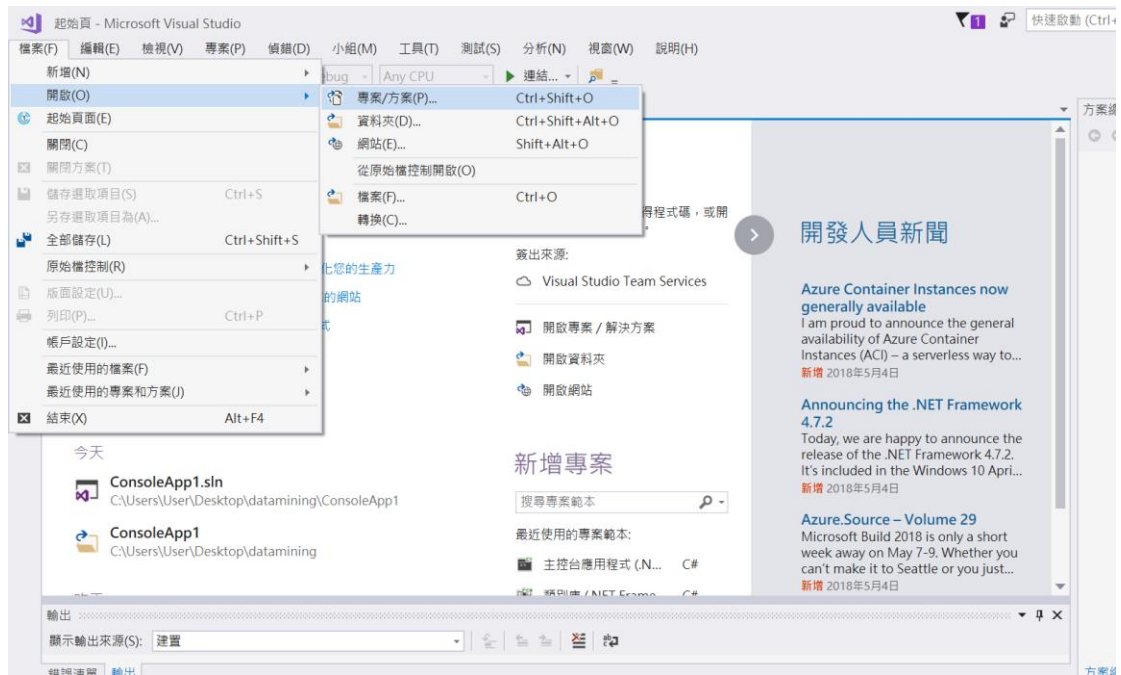 起始頁 - Microsoft Visual Studio
1
快速啟動 (Ctrl+
檔案(F) 編輯(E) 檢視(V) 專案(P) 偵錯(D) 小組(M) 工具(T) 測試(S) 分析(N) 視窗(W) 說明(H)
Any CPU
連結...
新增(N)
開啟(O)
起始頁面(E)
關閉(C)
關閉方案(T)
儲存選取項目(S) Ctrl+S
另存選取項目為(A)...
全部儲存(L) Ctrl+Shift+S
原始檔控制(R)
版面設定(U)...
列印(P)... Ctrl+P
帳戶設定(I)...
最近使用的檔案(F)
最近使用的專案和方案(J)
結束(X) Alt+F4
專案/方案(P)... Ctrl+Shift+O
資料夾(D)... Ctrl+Shift+Alt+O
網站(E)... Shift+Alt+O
從原始檔控制開啟(O)
檔案(F)... Ctrl+O
轉換(C)...
化您的生產力
的網站
式
今天
ConsoleApp1.sln
C:\Users\User\Desktop\datamining\ConsoleApp1
ConsoleApp1
C:\Users\User\Desktop\datamining
得程式碼，或開
簽出來源:
Visual Studio Team Services
開啟專案 / 解決方案
開啟資料夾
開啟網站
新增專案
搜尋專案範本
最近使用的專案範本:
主控台應用程式 (.N... C#
開發人員新聞
Azure Container Instances now
generally available
I am proud to announce the general
availability of Azure Container
Instances (ACI) – a serverless way to...
新增 2018年5月4日
Announcing the .NET Framework
4.7.2
Today, we are happy to announce the
release of the .NET Framework 4.7.2.
It's included in the Windows 10 Apri...
新增 2018年5月4日
Azure.Source – Volume 29
Microsoft Build 2018 is only a short
week away on May 7-9. Whether you
can't make it to Seattle or you just...
新增 2018年5月4日
輸出
顯示輸出來源(S): 建置
錯誤清單 輸出